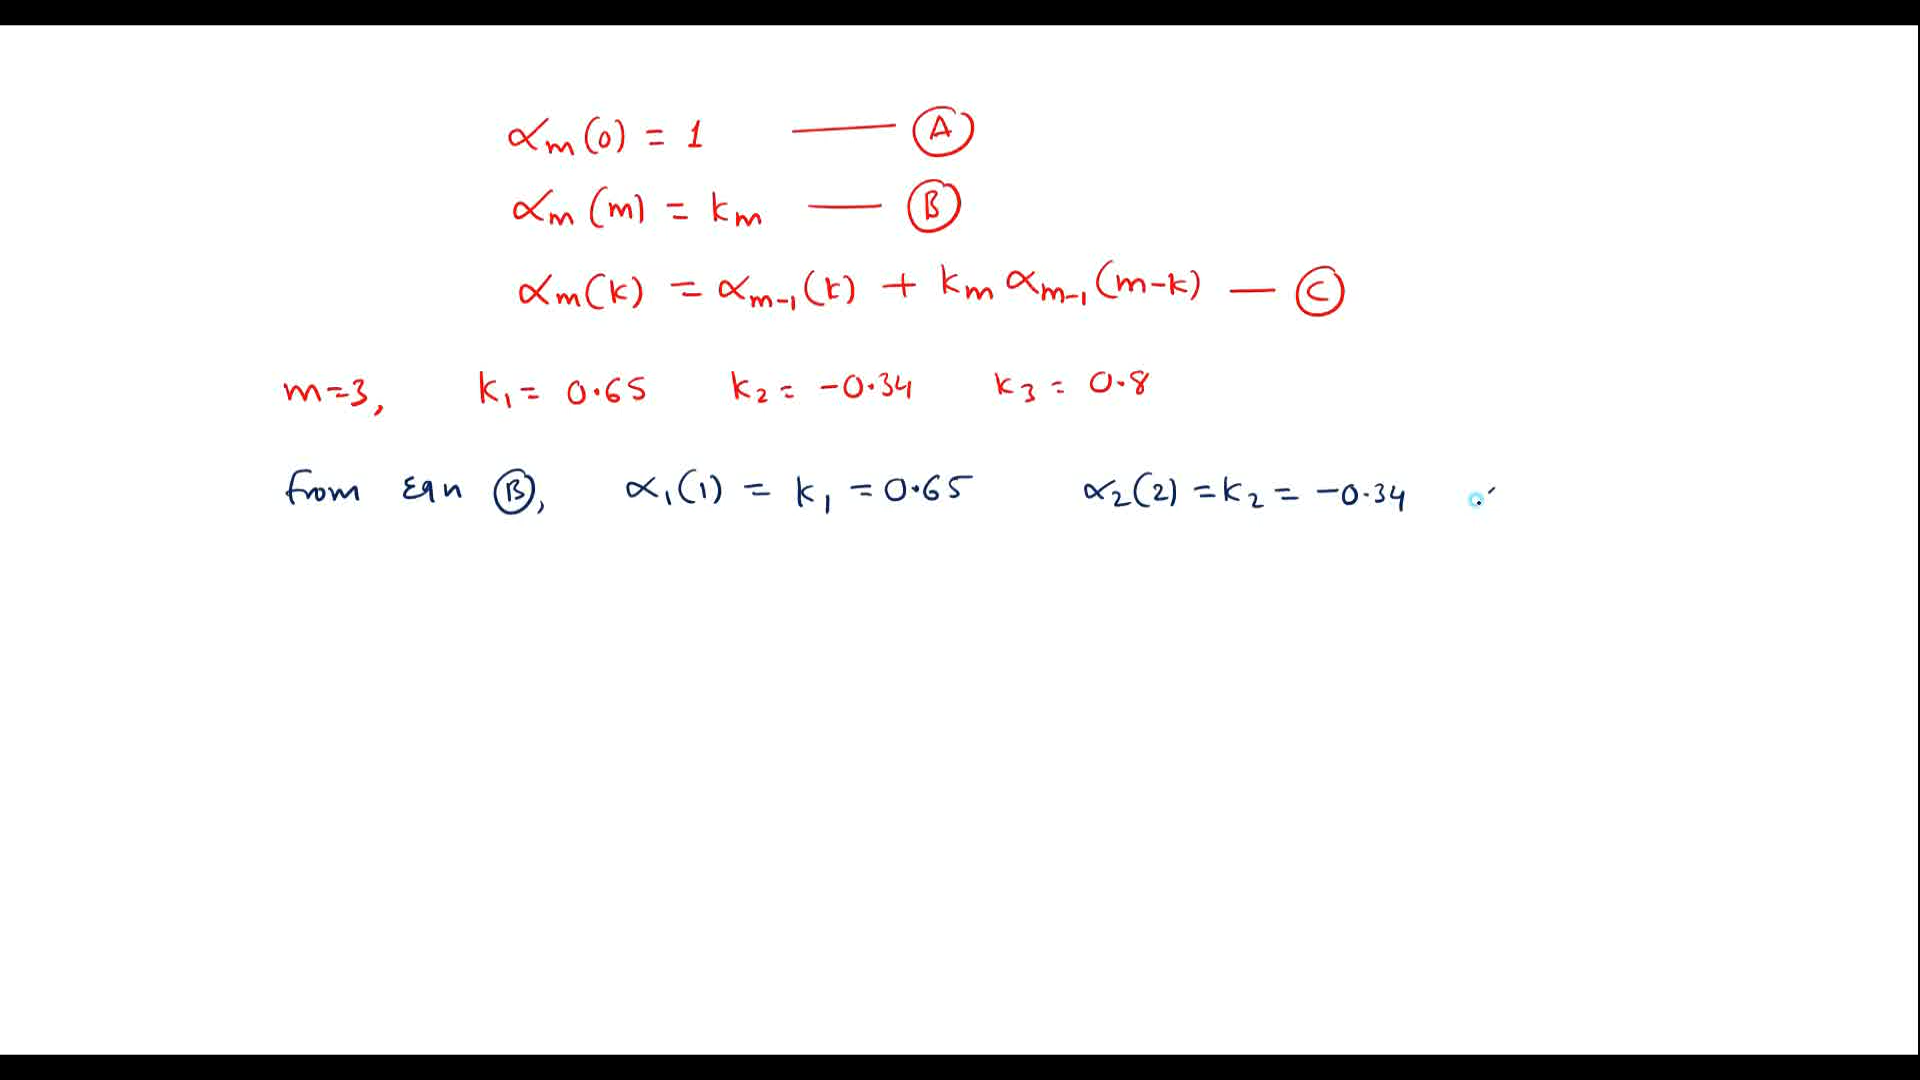 αm(0) = 1 —— Ⓐ
αm(m) = km —— Ⓑ
αm(k) = αm-1(k) + km αm-1(m-k) — Ⓒ
m=3, k1 = 0.65 k2 = -0.34 k3 = 0.8
from Eqn Ⓑ, α1(1) = k1 = 0.65 α2(2) = k2 = -0.34